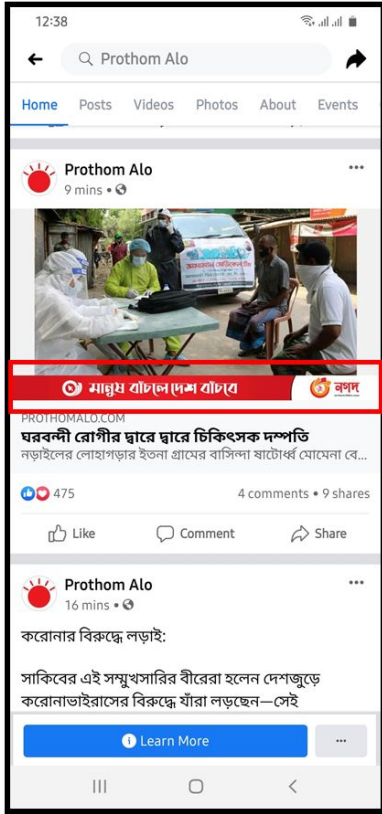 12:38
Prothom Alo
Home Posts Videos Photos About Events
Prothom Alo
9 mins
মানুষ বাঁচলে দেশ বাঁচবে
নগদ
PROTHOMALO.COM
ঘরবন্দী রোগীর দ্বারে দ্বারে চিকিৎসক দম্পতি
নড়াইলের লোহাগড়ার ইতনা গ্রামের বাসিন্দা ষাটোর্ধ্ব মোমেনা বে...
475 4 comments • 9 shares
Like Comment Share
Prothom Alo
16 mins
করোনার বিরুদ্ধে লড়াই:
সাকিবের এই সম্মুখসারির বীরেরা হলেন দেশজুড়ে
করোনাভাইরাসের বিরুদ্ধে যাঁরা লড়ছেন—সেই
Learn More